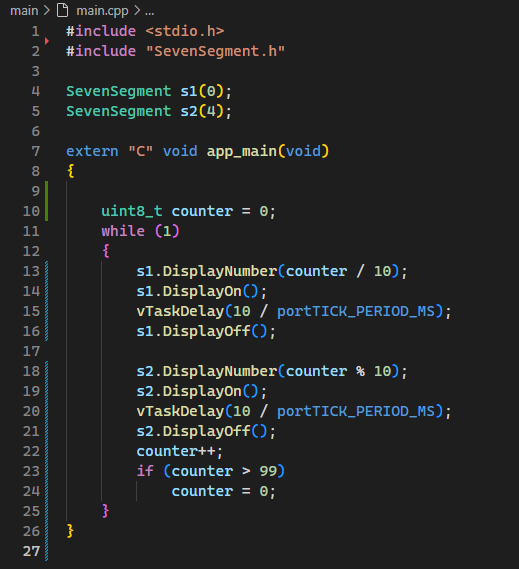 main > main.cpp > ...
1 #include <stdio.h>
2 #include "SevenSegment.h"
3
4 SevenSegment s1(0);
5 SevenSegment s2(4);
6
7 extern "C" void app_main(void)
8 {
9
10     uint8_t counter = 0;
11     while (1)
12     {
13         s1.DisplayNumber(counter / 10);
14         s1.DisplayOn();
15         vTaskDelay(10 / portTICK_PERIOD_MS);
16         s1.DisplayOff();
17
18         s2.DisplayNumber(counter % 10);
19         s2.DisplayOn();
20         vTaskDelay(10 / portTICK_PERIOD_MS);
21         s2.DisplayOff();
22         counter++;
23         if (counter > 99)
24             counter = 0;
25     }
26 }
27